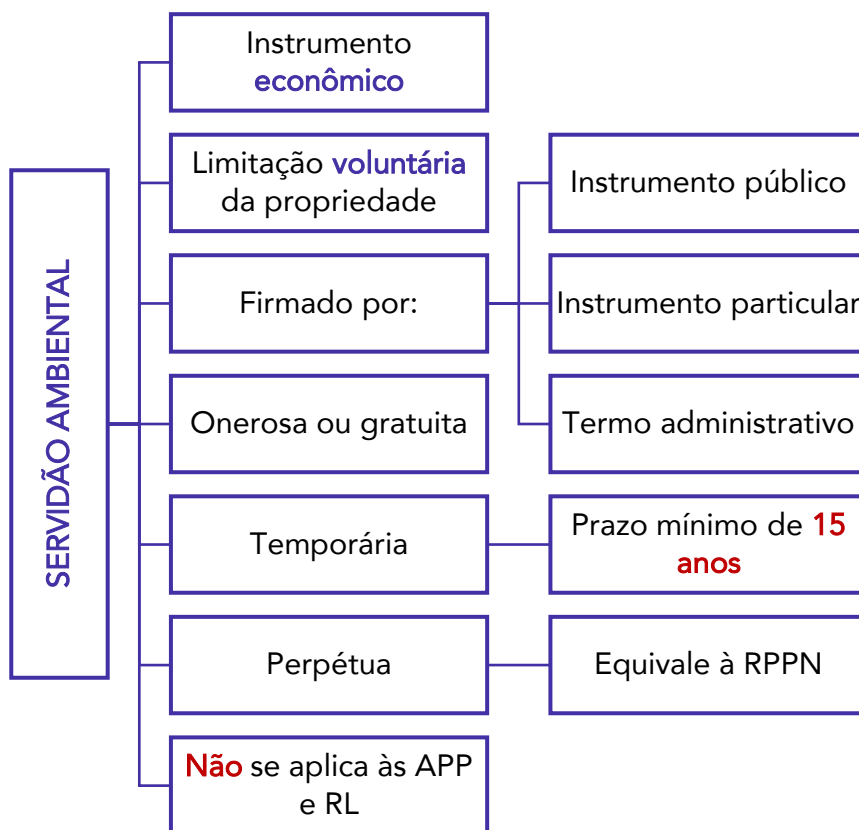 SERVIDÃO AMBIENTAL
Instrumento
econômico
Limitação voluntária
da propriedade
Firmado por:
Instrumento público
Instrumento particular
Termo administrativo
Onerosa ou gratuita
Temporária
Prazo mínimo de 15
anos
Perpétua
Equivale à RPPN
Não se aplica às APP
e RL